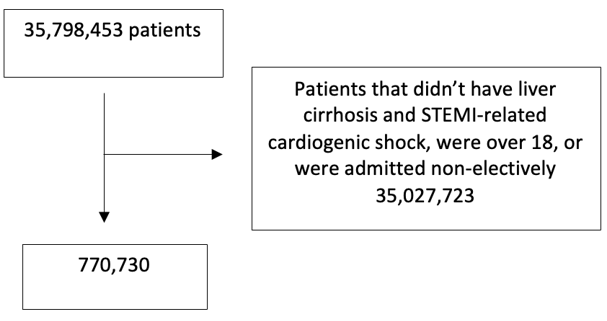 35,798,453 patients
Patients that didn’t have liver
cirrhosis and STEMI-related
cardiogenic shock, were over 18, or
were admitted non-electively
35,027,723
770,730